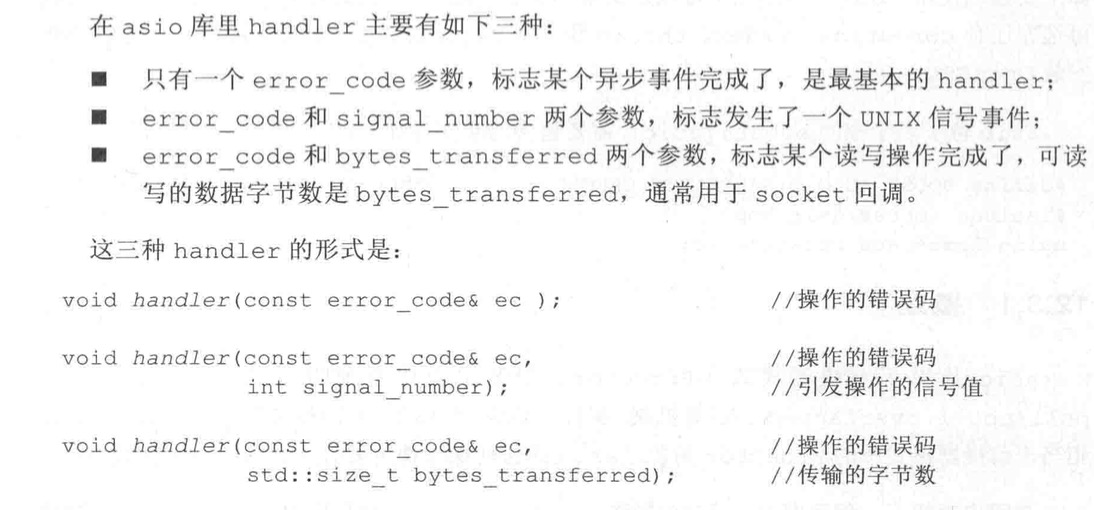 在 asio 库里 handler 主要有如下三种：
■ 只有一个 error_code 参数，标志某个异步事件完成了，是最基本的 handler；
■ error_code 和 signal_number 两个参数，标志发生了一个 UNIX 信号事件；
■ error_code 和 bytes_transferred 两个参数，标志某个读写操作完成了，可读
写的数据字节数是 bytes_transferred，通常用于 socket 回调。
这三种 handler 的形式是：
void handler(const error_code& ec ); //操作的错误码
void handler(const error_code& ec, //操作的错误码
int signal_number); //引发操作的信号值
void handler(const error_code& ec, //操作的错误码
std::size_t bytes_transferred); //传输的字节数